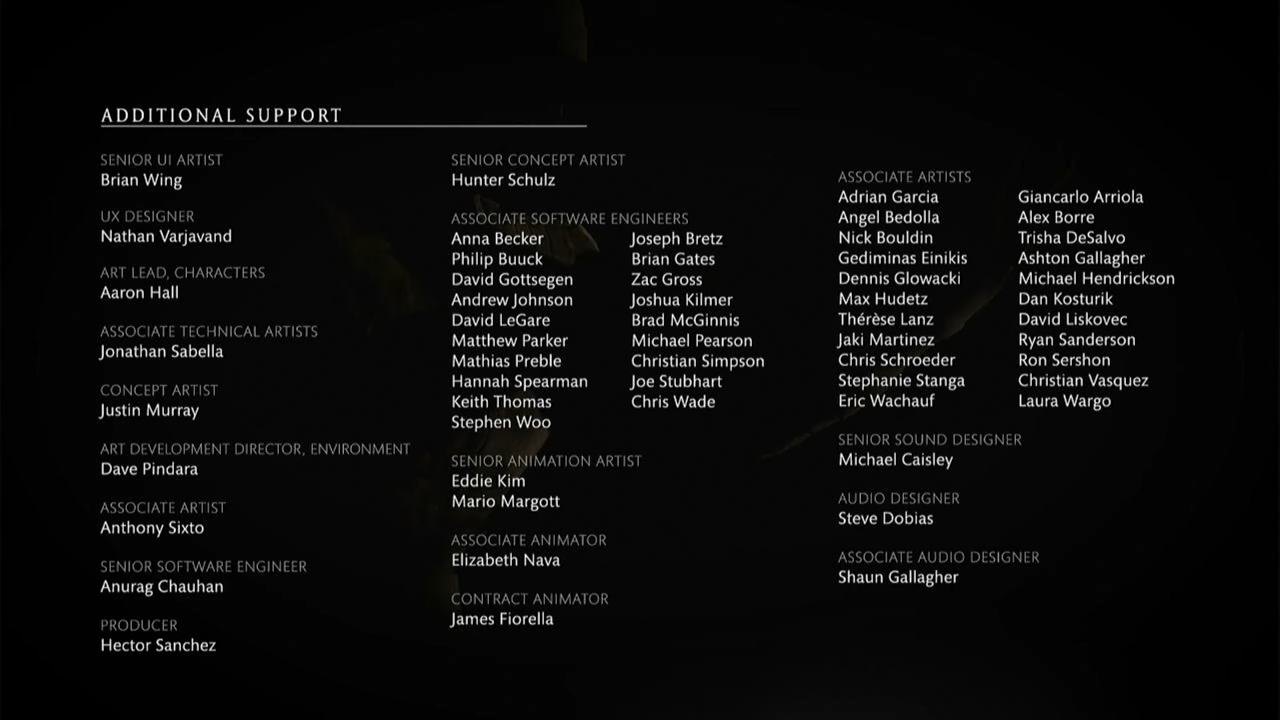 ADDITIONAL SUPPORT
SENIOR UI ARTIST
Brian Wing
UX DESIGNER
Nathan Varjavand
ART LEAD, CHARACTERS
Aaron Hall
ASSOCIATE TECHNICAL ARTISTS
Jonathan Sabella
CONCEPT ARTIST
Justin Murray
ART DEVELOPMENT DIRECTOR, ENVIRONMENT
Dave Pindara
ASSOCIATE ARTIST
Anthony Sixto
SENIOR SOFTWARE ENGINEER
Anurag Chauhan
PRODUCER
Hector Sanchez
SENIOR CONCEPT ARTIST
Hunter Schulz
ASSOCIATE SOFTWARE ENGINEERS
Anna Becker
Philip Buuck
David Gottsegen
Andrew Johnson
David LeGare
Matthew Parker
Mathias Preble
Hannah Spearman
Keith Thomas
Stephen Woo
Joseph Bretz
Brian Gates
Zac Gross
Joshua Kilmer
Brad McGinnis
Michael Pearson
Christian Simpson
Joe Stubhart
Chris Wade
SENIOR ANIMATION ARTIST
Eddie Kim
Mario Margott
ASSOCIATE ANIMATOR
Elizabeth Nava
CONTRACT ANIMATOR
James Fiorella
ASSOCIATE ARTISTS
Adrian Garcia
Angel Bedolla
Nick Bouldin
Gediminas Einikis
Dennis Glowacki
Max Hudetz
Thérèse Lanz
Jaki Martinez
Chris Schroeder
Stephanie Stanga
Eric Wachauf
Giancarlo Arriola
Alex Borre
Trisha DeSalvo
Ashton Gallagher
Michael Hendrickson
Dan Kosturik
David Liskovec
Ryan Sanderson
Ron Sershon
Christian Vasquez
Laura Wargo
SENIOR SOUND DESIGNER
Michael Caisley
AUDIO DESIGNER
Steve Dobias
ASSOCIATE AUDIO DESIGNER
Shaun Gallagher